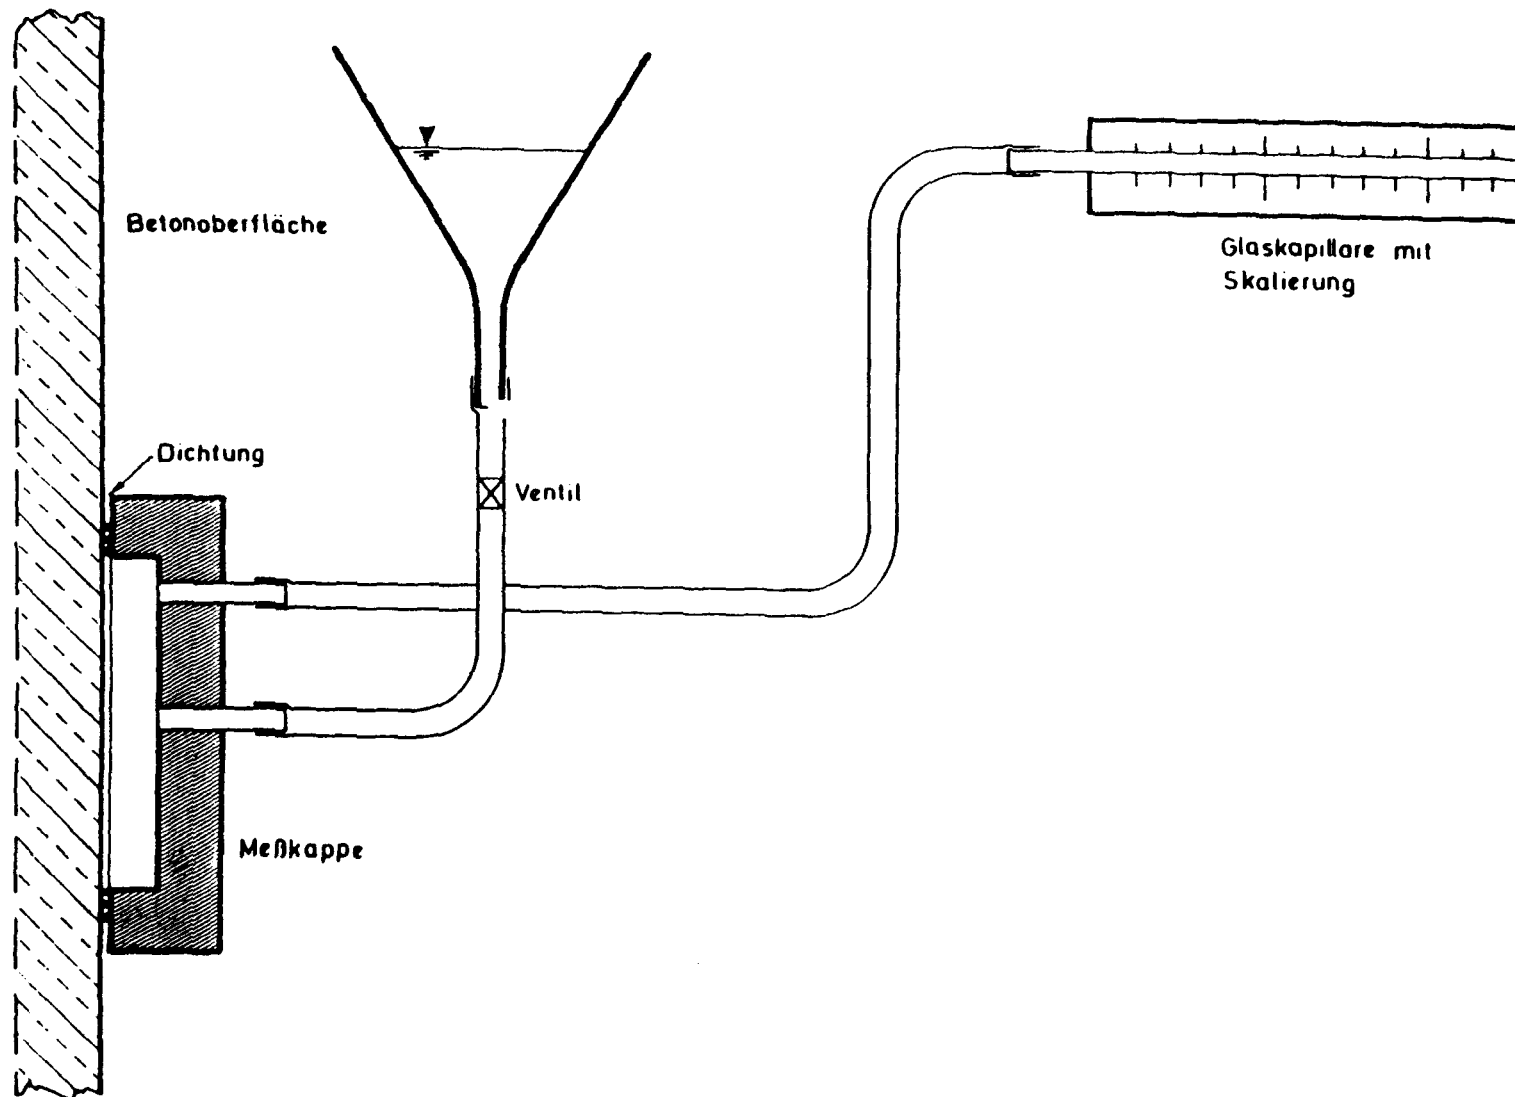 Betonoberfläche
Glaskapillare mit
Skalierung
Dichtung
Ventil
Meßkappe